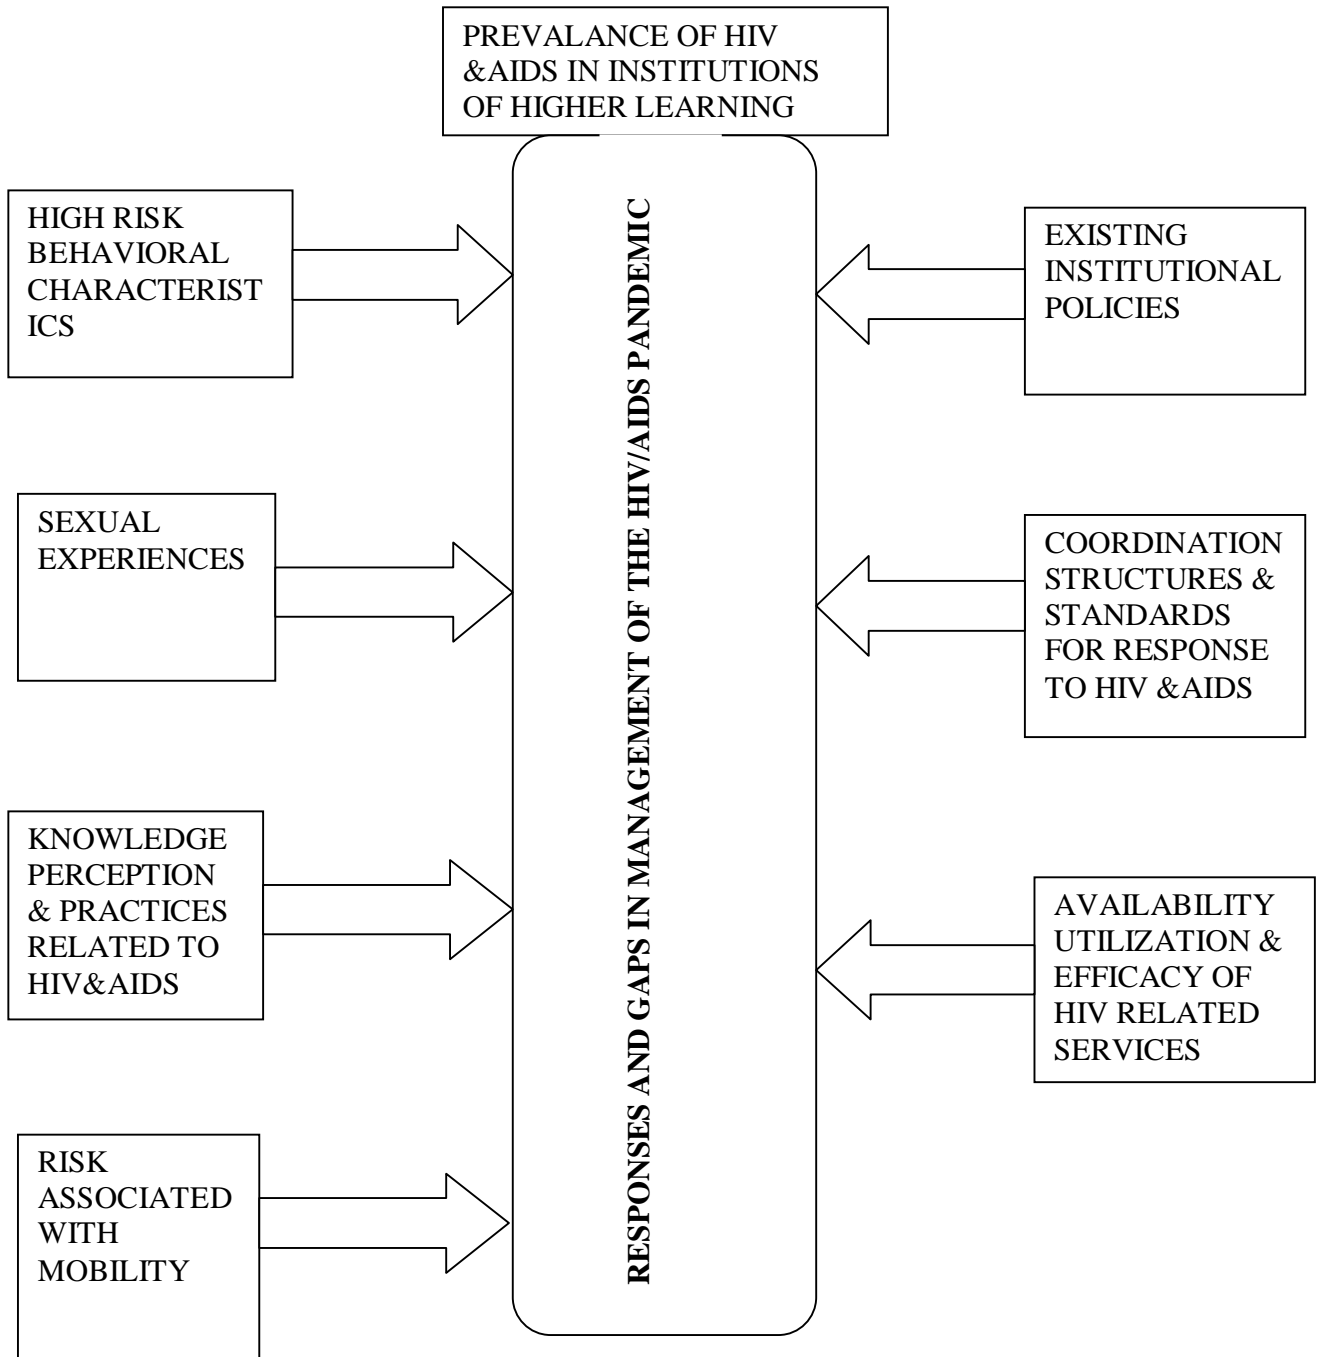 PREVALANCE OF HIV
&AIDS IN INSTITUTIONS
OF HIGHER LEARNING
HIGH RISK
BEHAVIORAL
CHARACTERIST
ICS
SEXUAL
EXPERIENCES
KNOWLEDGE
PERCEPTION
& PRACTICES
RELATED TO
HIV&AIDS
RISK
ASSOCIATED
WITH
MOBILITY
RESPONSES AND GAPS IN MANAGEMENT OF THE HIV/AIDS PANDEMIC
EXISTING
INSTITUTIONAL
POLICIES
COORDINATION
STRUCTURES &
STANDARDS
FOR RESPONSE
TO HIV &AIDS
AVAILABILITY
UTILIZATION &
EFFICACY OF
HIV RELATED
SERVICES